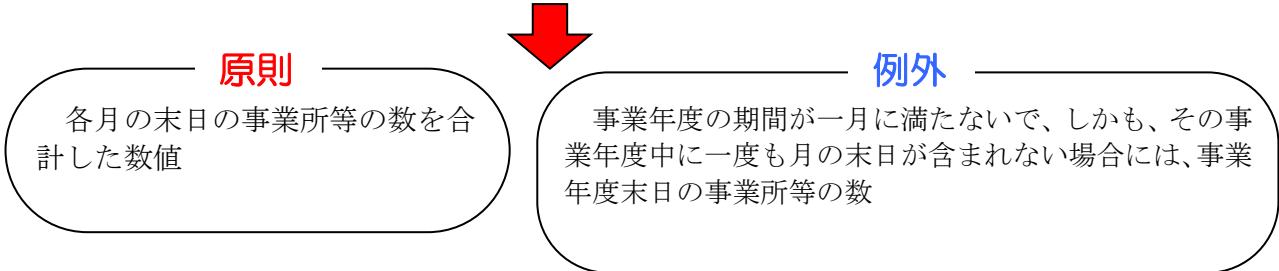 原則
各月の末日の事業所等の数を合
計した数値
例外
事業年度の期間が一月に満たないで、しかも、その事
業年度中に一度も月の末日が含まれない場合には、事業
年度末日の事業所等の数